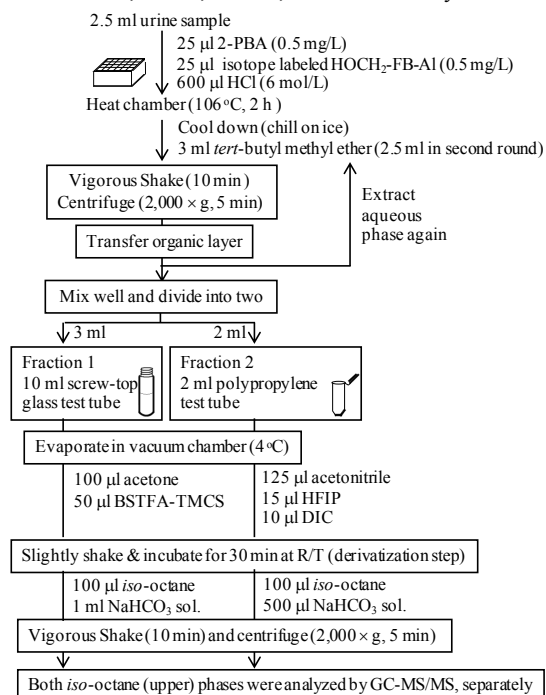 2.5 ml urine sample
25 μl 2-PBA (0.5 mg/L)
25 μl isotope labeled HOCH2-FB-Al (0.5 mg/L)
600 μl HCl (6 mol/L)
Heat chamber (106 °C, 2 h)
Cool down (chill on ice)
3 ml tert-butyl methyl ether (2.5 ml in second round)
Vigorous Shake (10 min)
Centrifuge (2,000 × g, 5 min)
Extract
aqueous
phase again
Transfer organic layer
Mix well and divide into two
3 ml
2 ml
Fraction 1
10 ml screw-top
glass test tube
Fraction 2
2 ml polypropylene
test tube
Evaporate in vacuum chamber (4 °C)
100 μl acetone
50 μl BSTFA-TMCS
125 μl acetonitrile
15 μl HFIP
10 μl DIC
Slightly shake & incubate for 30 min at R/T (derivatization step)
100 μl iso-octane
1 ml NaHCO3 sol.
100 μl iso-octane
500 μl NaHCO3 sol.
Vigorous Shake (10 min) and centrifuge (2,000 × g, 5 min)
Both iso-octane (upper) phases were analyzed by GC-MS/MS, separately